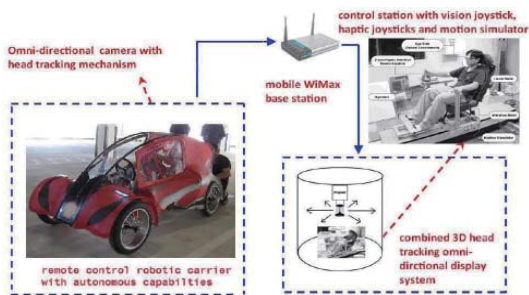 control station with vision joystick,
haptic joysticks and motion simulator
Omni-directional camera with
head tracking mechanism
mobile WiMax
base station
combined 3D head
tracking omni-
dirctional display
system
remote control robotic carrier
with autonomous capabilties